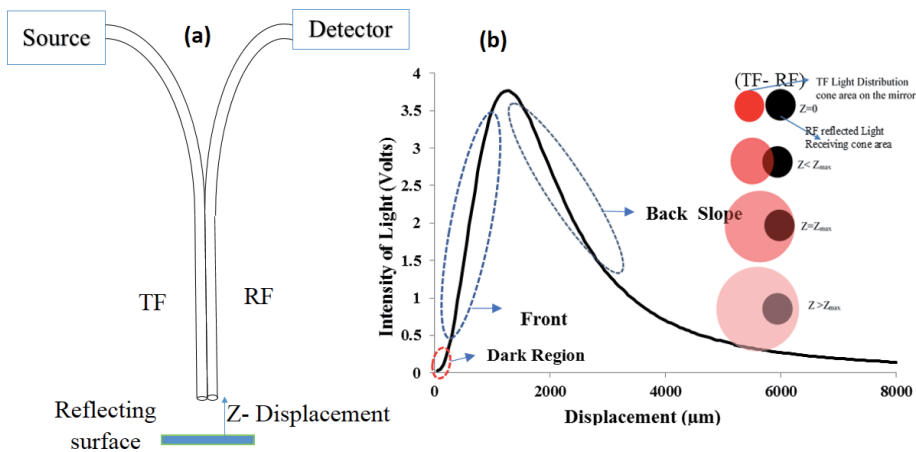 Source
(a)
Detector
TF
RF
Z- Displacement
Reflecting
surface
(b)
Intensity of Light (Volts)
4
3.5
3
2.5
2
1.5
1
0.5
0
0
2000
4000
6000
8000
Displacement (μm)
Front
Dark Region
Back Slope
(TF- RF)
TF Light Distribution
cone area on the mirror
Z=0
RF reflected Light
Receiving cone area
Z< Zmax
Z=Zmax
Z >Zmax